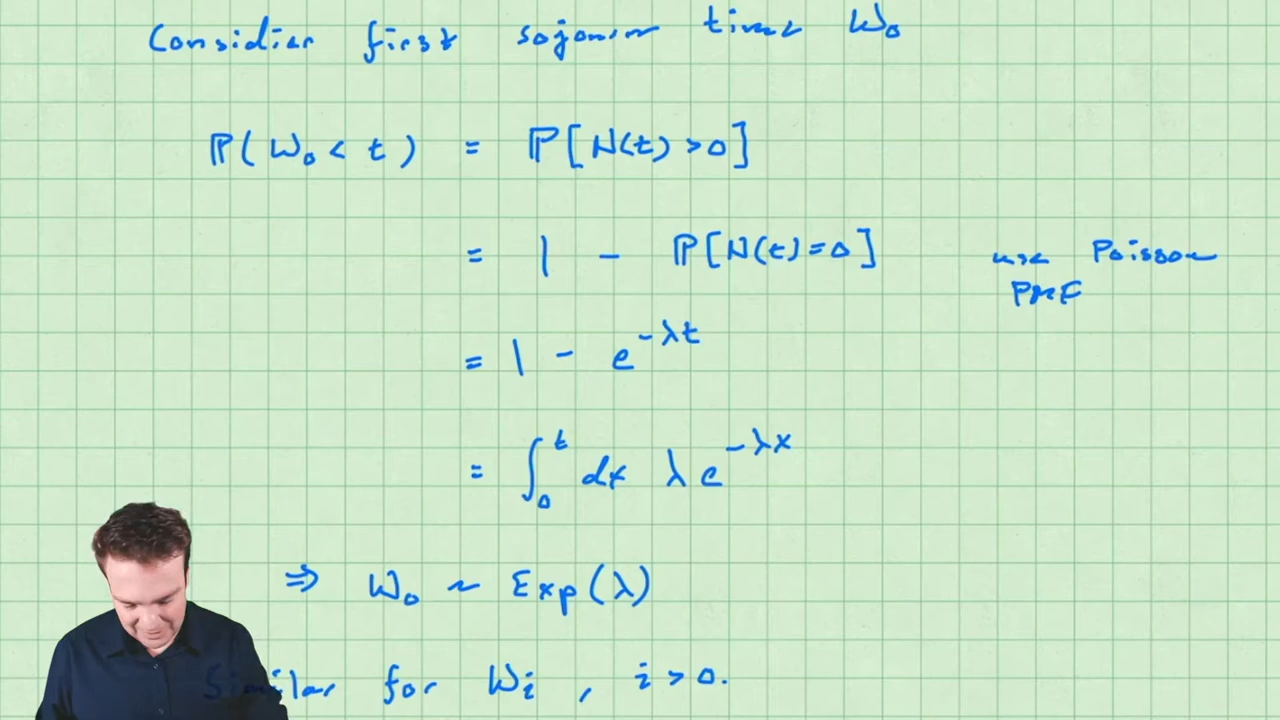 Consider first sojourn time W₀
ℙ(W₀ < t) = ℙ[N(t) > 0]
= 1 - ℙ[N(t) = 0] use Poisson
PMF
= 1 - e^{-λt}
= ∫₀ᵗ dx λe^{-λx}
⇒ W₀ ~ Exp(λ)
Similar for Wᵢ, i > 0.